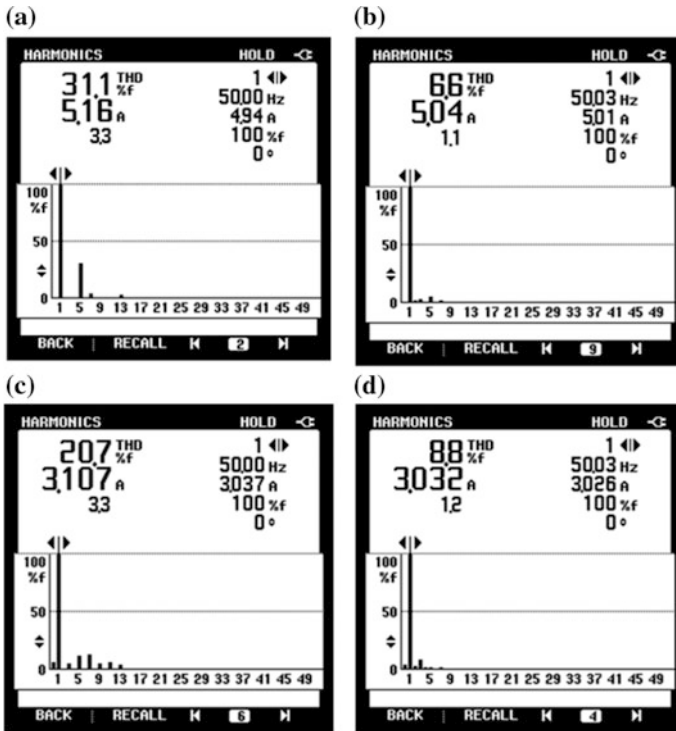 (a)
HARMONICS HOLD
31.1 THD %f 1
5.16 A 50.00 Hz
3.3 4.94 A
100 %f
0 °
100
%f
50
0
1 5 9 13 17 21 25 29 33 37 41 45 49
BACK RECALL 2
(b)
HARMONICS HOLD
6.6 THD %f 1
5.04 A 50.03 Hz
1.1 5.01 A
100 %f
0 °
100
%f
50
0
1 5 9 13 17 21 25 29 33 37 41 45 49
BACK RECALL 9
(c)
HARMONICS HOLD
20.7 THD %f 1
3.107 A 50.00 Hz
3.3 3.037 A
100 %f
0 °
100
%f
50
0
1 5 9 13 17 21 25 29 33 37 41 45 49
BACK RECALL 6
(d)
HARMONICS HOLD
8.8 THD %f 1
3.032 A 50.03 Hz
1.2 3.026 A
100 %f
0 °
100
%f
50
0
1 5 9 13 17 21 25 29 33 37 41 45 49
BACK RECALL 4